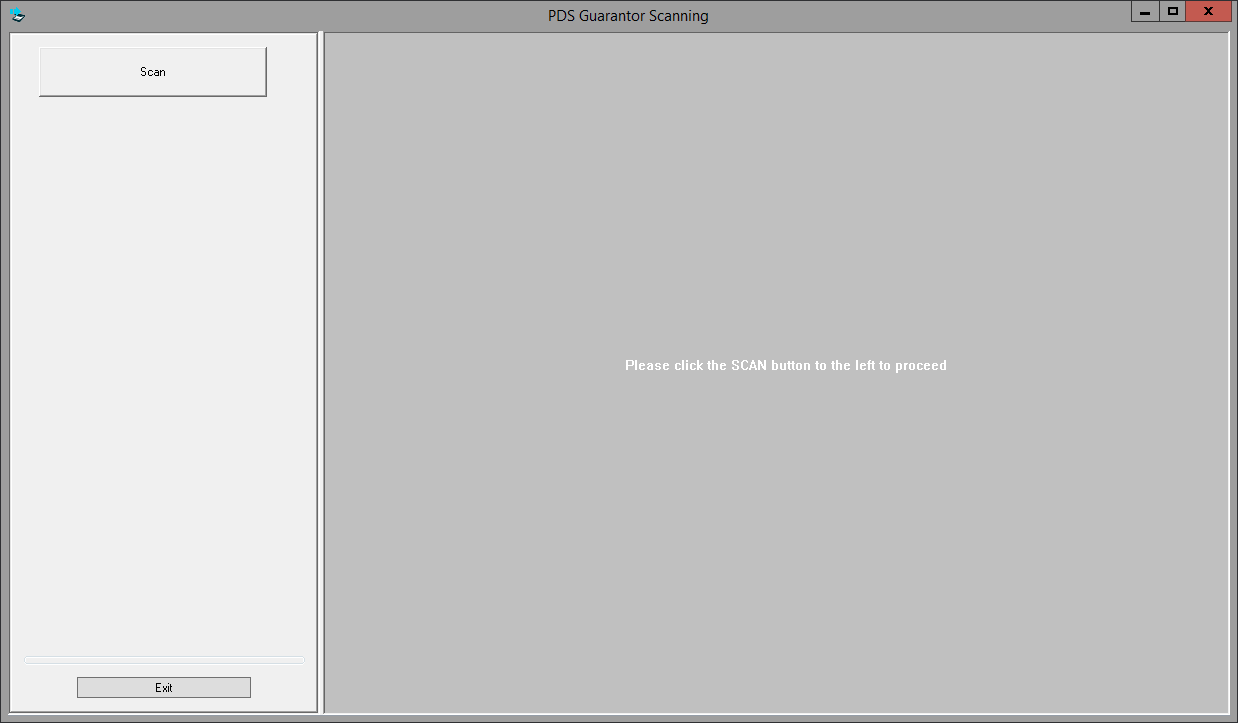 PDS Guarantor Scanning
Scan
Please click the SCAN button to the left to proceed
Exit